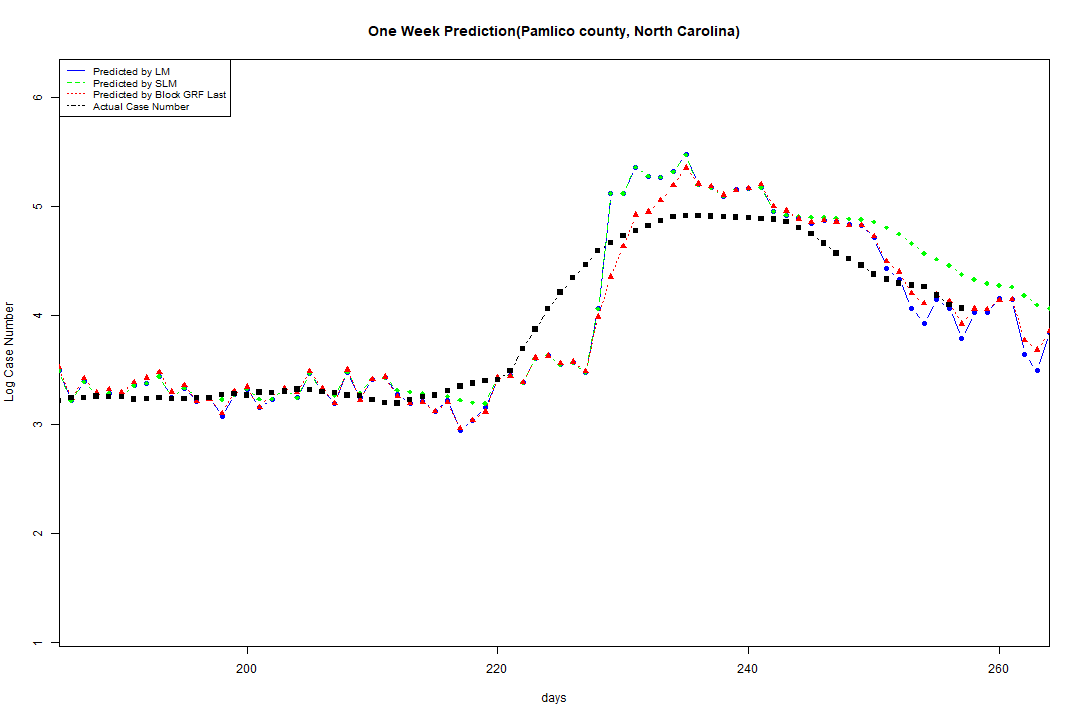 One Week Prediction(Pamlico county, North Carolina)
Predicted by LM
Predicted by SLM
Predicted by Block GRF Last
Actual Case Number
6
5
4
3
2
1
Log Case Number
200 220 240 260
days